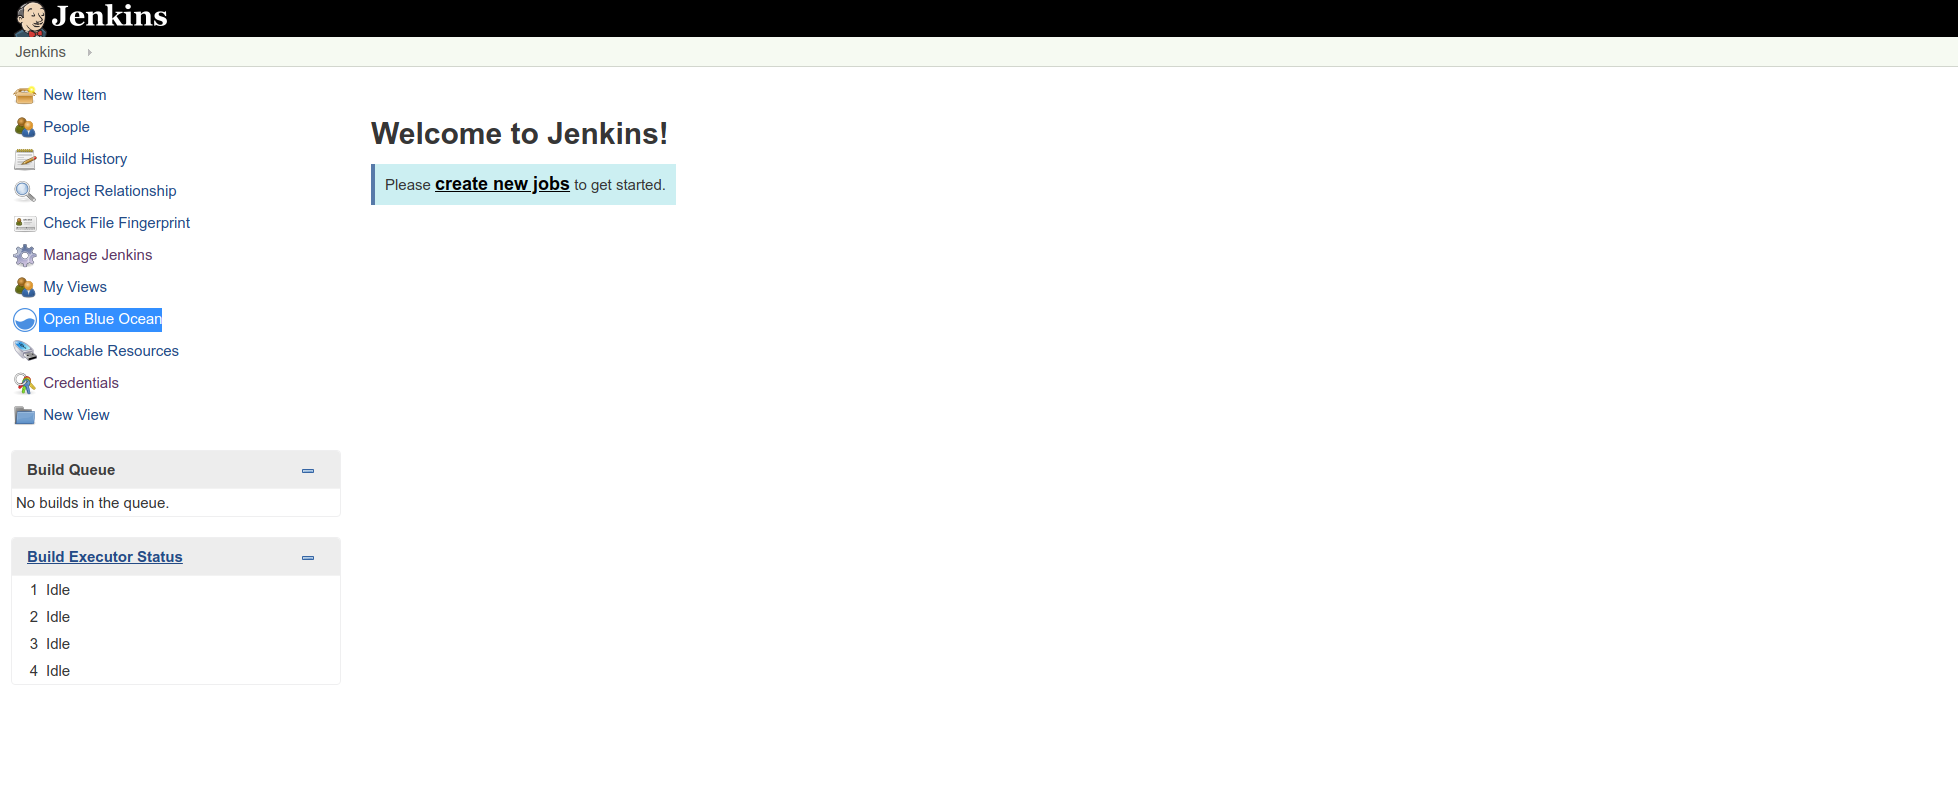 Jenkins
Jenkins
New Item
People
Build History
Project Relationship
Check File Fingerprint
Manage Jenkins
My Views
Open Blue Ocean
Lockable Resources
Credentials
New View
Build Queue
No builds in the queue.
Build Executor Status
1 Idle
2 Idle
3 Idle
4 Idle
Welcome to Jenkins!
Please create new jobs to get started.